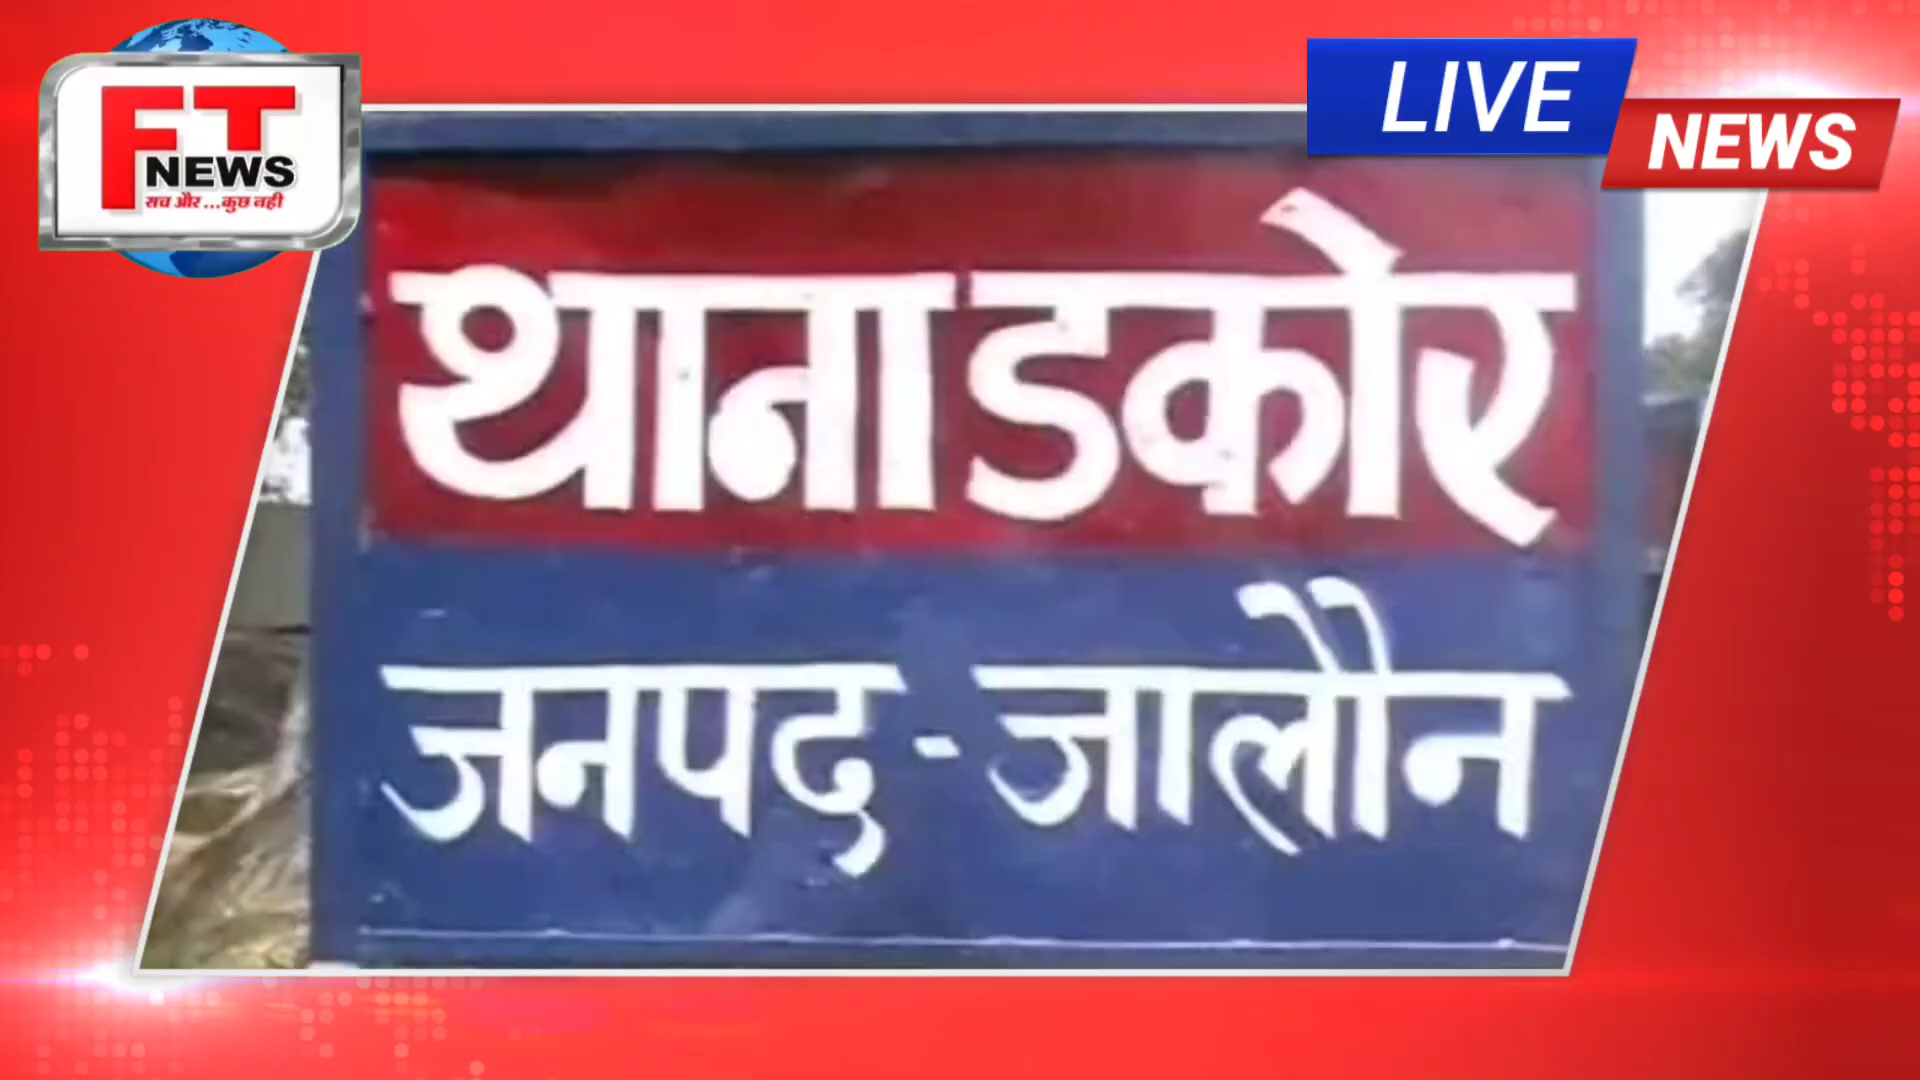 FT
NEWS
सच और ...कुछ नही
LIVE
NEWS
थाना डकोर
जनपद - जालौन